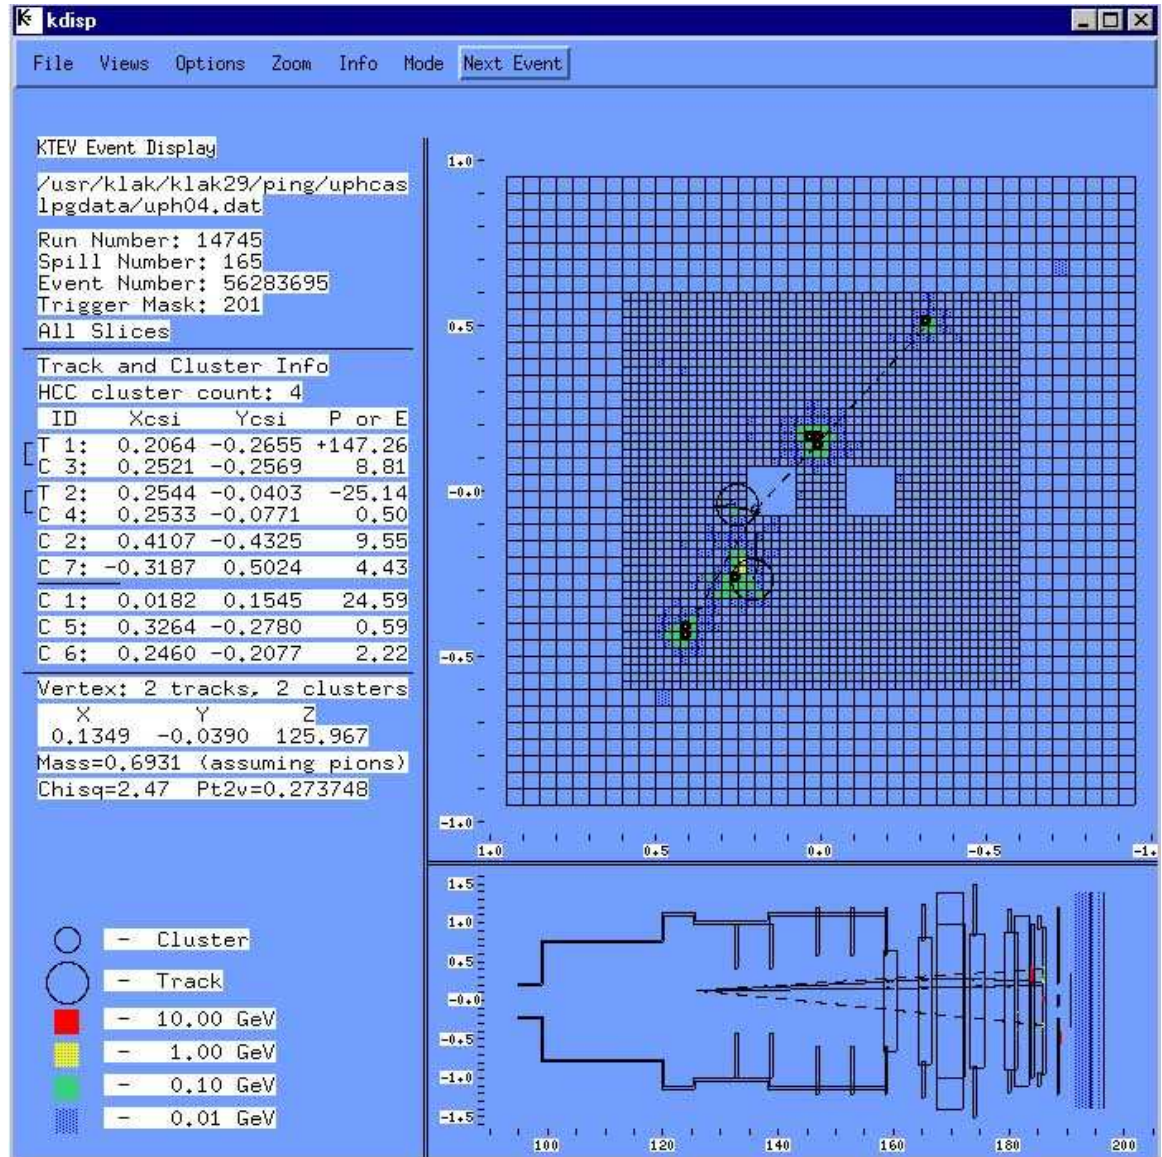 kdisp
File Views Options Zoom Info Mode Next Event
KTEV Event Display
/usr/klak/klak29/ping/uphcas
lpgdata/uph04.dat
Run Number: 14745
Spill Number: 165
Event Number: 56283695
Trigger Mask: 201
All Slices
Track and Cluster Info
HCC cluster count: 4
ID Xcsi Ycsi P or E
T 1: 0.2064 -0.2655 +147.26
C 3: 0.2521 -0.2569 8.81
T 2: 0.2544 -0.0403 -25.14
C 4: 0.2533 -0.0771 0.50
C 2: 0.4107 -0.4325 9.55
C 7: -0.3187 0.5024 4.43
C 1: 0.0182 0.1545 24.59
C 5: 0.3264 -0.2780 0.59
C 6: 0.2460 -0.2077 2.22
Vertex: 2 tracks, 2 clusters
X Y Z
0.1349 -0.0390 125.967
Mass=0.6931 (assuming pions)
Chisq=2.47 Pt2v=0.273748
- Cluster
- Track
- 10.00 GeV
- 1.00 GeV
- 0.10 GeV
- 0.01 GeV
1.0
0.5
-0.0
-0.5
-1.0
1.0 0.5 0.0 -0.5 -1.
1.5
1.0
0.5
-0.0
-0.5
-1.0
-1.5
100 120 140 160 180 200